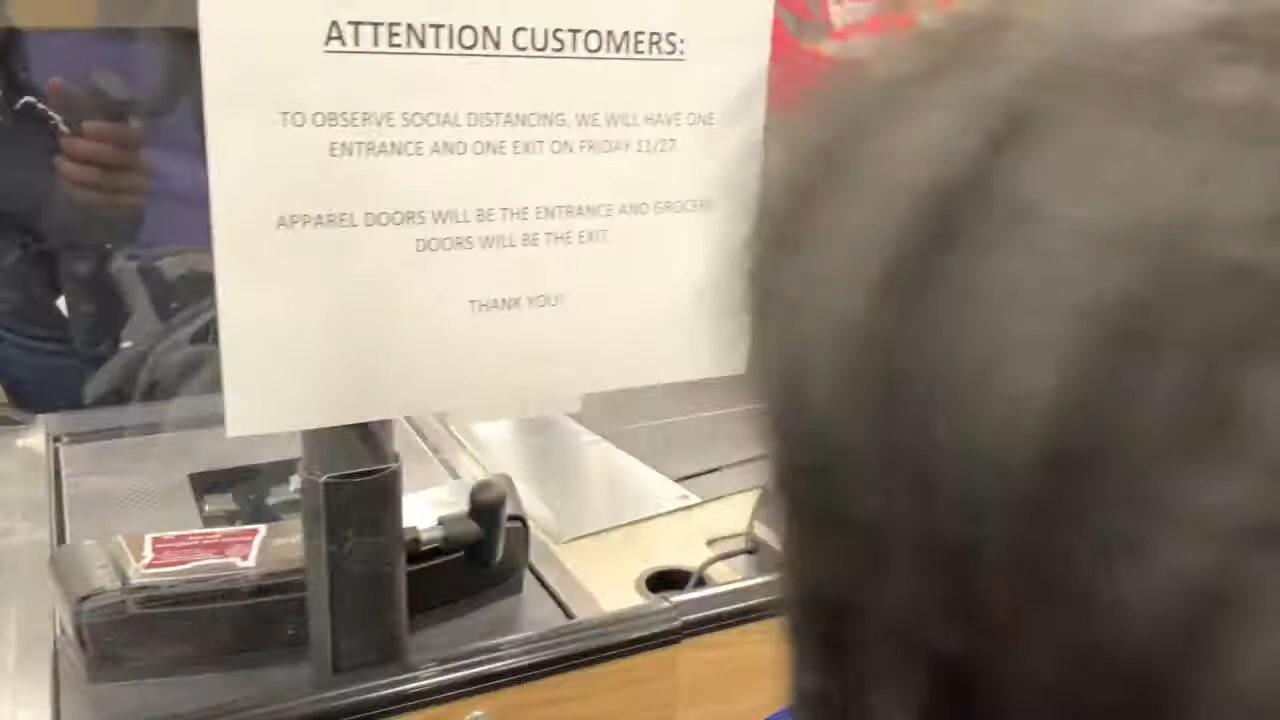 ATTENTION CUSTOMERS:
TO OBSERVE SOCIAL DISTANCING, WE WILL HAVE ONE
ENTRANCE AND ONE EXIT ON FRIDAY 11/27.
APPAREL DOORS WILL BE THE ENTRANCE AND GROCERY
DOORS WILL BE THE EXIT.
THANK YOU!